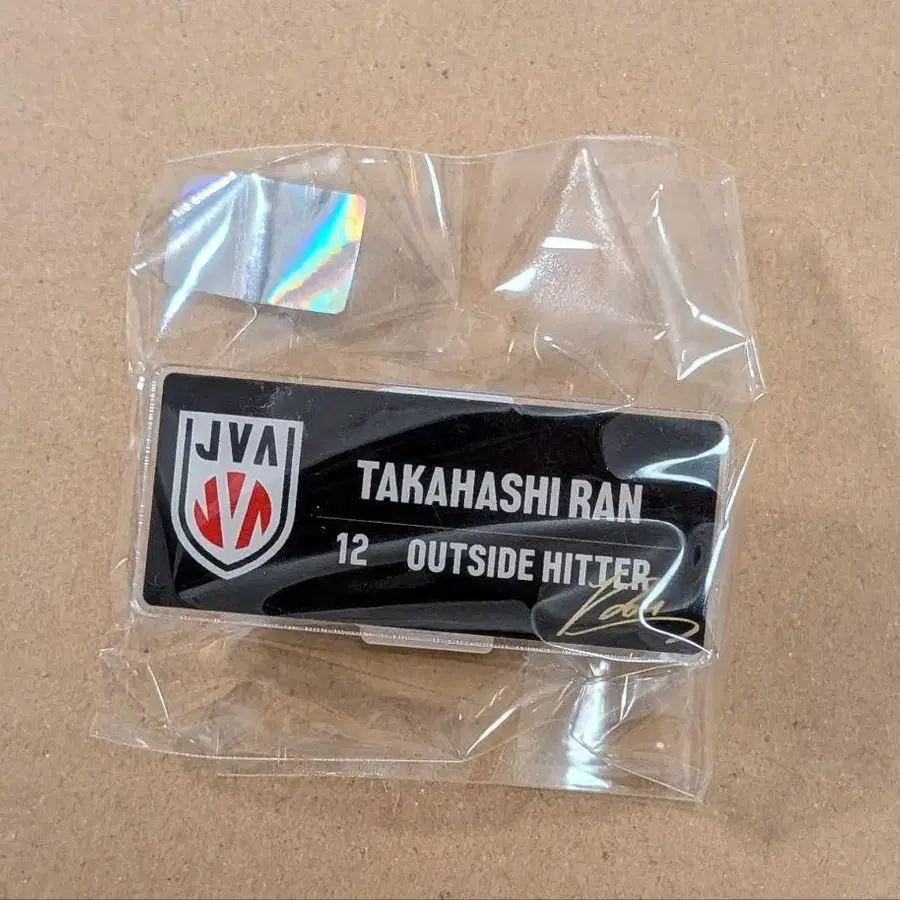 JVA
TAKAHASHI RAN
12 OUTSIDE HITTER